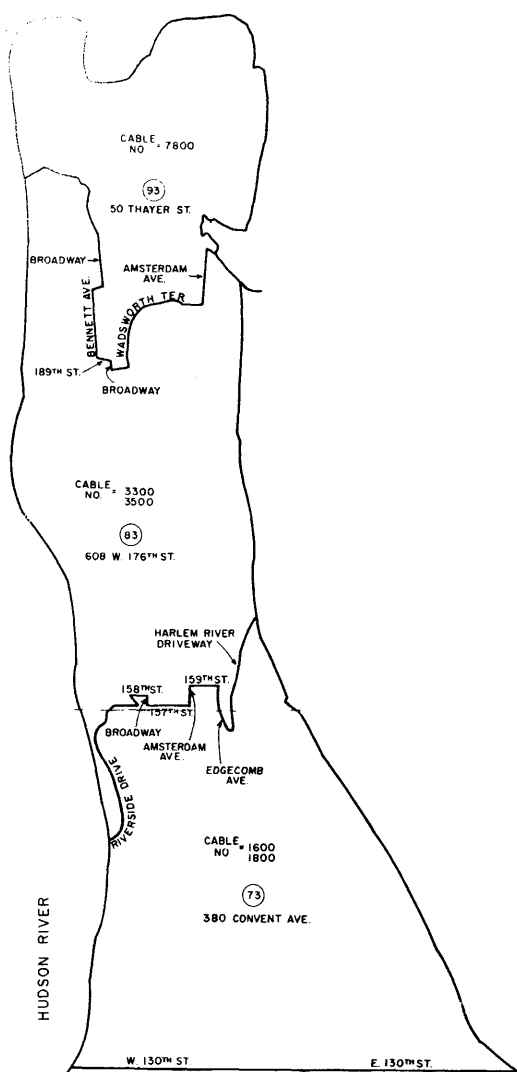 CABLE
NO = 7800
93
50 THAYER ST.
BROADWAY
AMSTERDAM
AVE.
BENNETT AVE.
WADSWORTH TER
189TH ST.
BROADWAY
CABLE
NO. = 3300
3500
83
608 W. 176TH ST.
HARLEM RIVER
DRIVEWAY
158TH ST.
159TH ST.
157TH ST.
BROADWAY
AMSTERDAM
AVE.
EDGECOMB
AVE.
RIVERSIDE DRIVE
CABLE
NO = 1600
1800
73
380 CONVENT AVE.
HUDSON RIVER
W. 130TH ST.
E. 130TH ST.